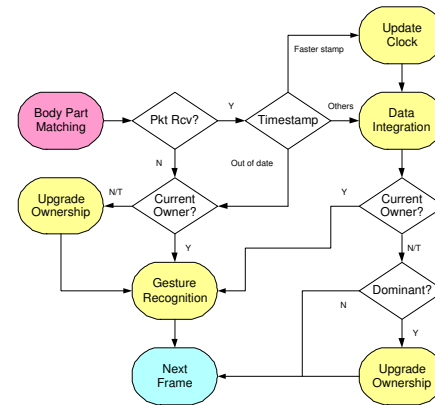 Update
Clock
Faster stamp
Body Part
Matching
Pkt Rcv?
Y
Timestamp
Others
Data
Integration
N
Out of date
Upgrade
Ownership
N/T
Current
Owner?
Y
Current
Owner?
Y
N/T
Gesture
Recognition
Dominant?
N
Y
Next
Frame
Upgrade
Ownership